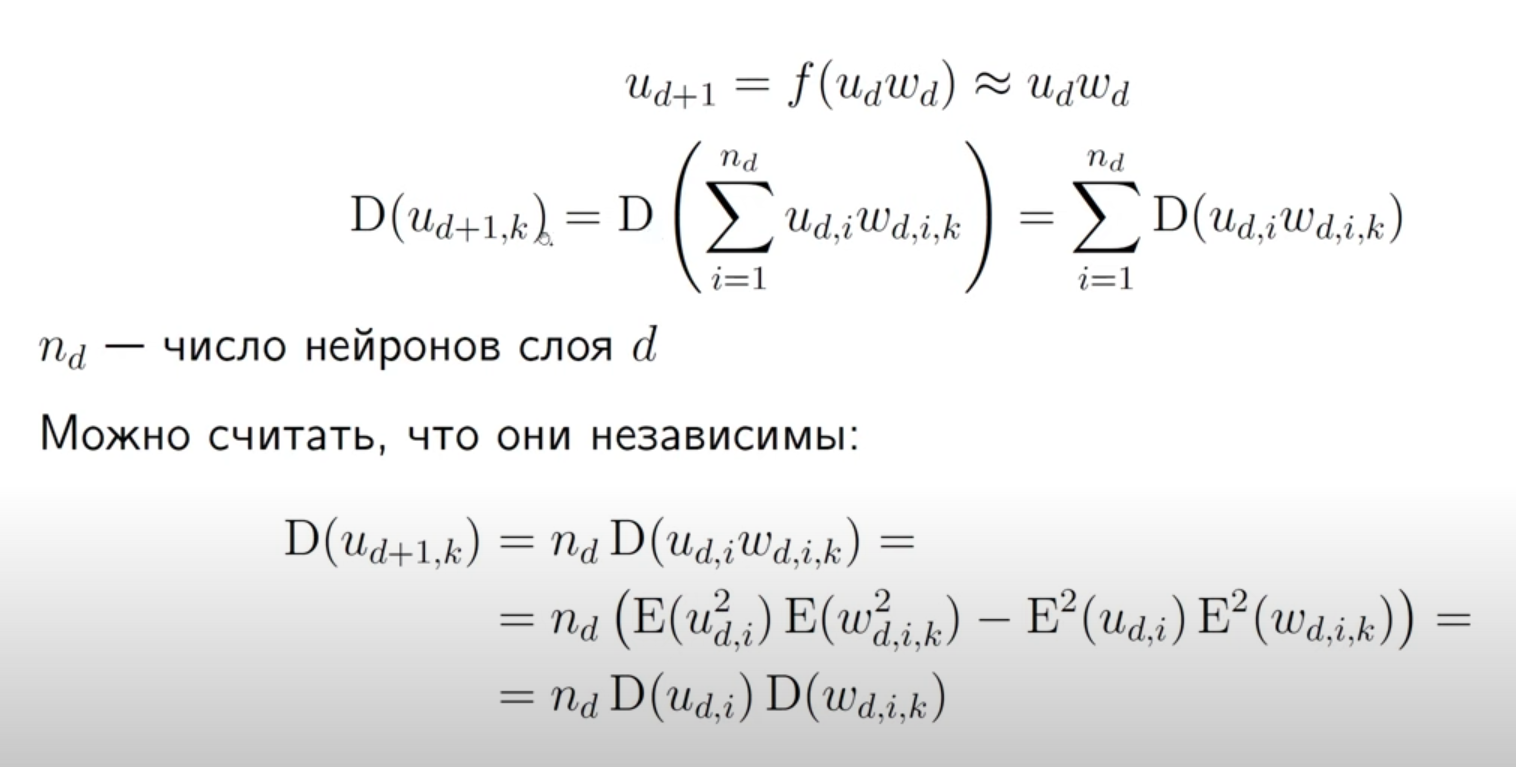 u_{d+1} = f(u_d w_d) ≈ u_d w_d
D(u_{d+1,k}) = D(∑_{i=1}^{n_d} u_{d,i} w_{d,i,k}) = ∑_{i=1}^{n_d} D(u_{d,i} w_{d,i,k})
n_d — число нейронов слоя d
Можно считать, что они независимы:
D(u_{d+1,k}) = n_d D(u_{d,i} w_{d,i,k}) =
= n_d (E(u_{d,i}^2) E(w_{d,i,k}^2) − E^2(u_{d,i}) E^2(w_{d,i,k})) =
= n_d D(u_{d,i}) D(w_{d,i,k})